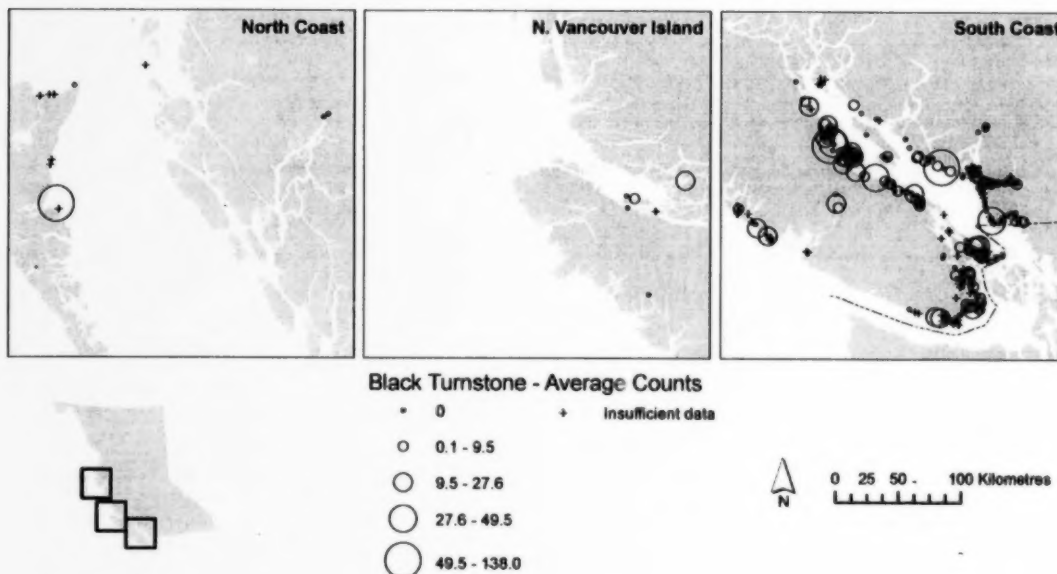 North Coast
N. Vancouver Island
South Coast
Black Turnstone - Average Counts
0
Insufficient data
0.1 - 9.5
9.5 - 27.6
27.6 - 49.5
49.5 - 138.0
N
0 25 50 - 100 Kilometres